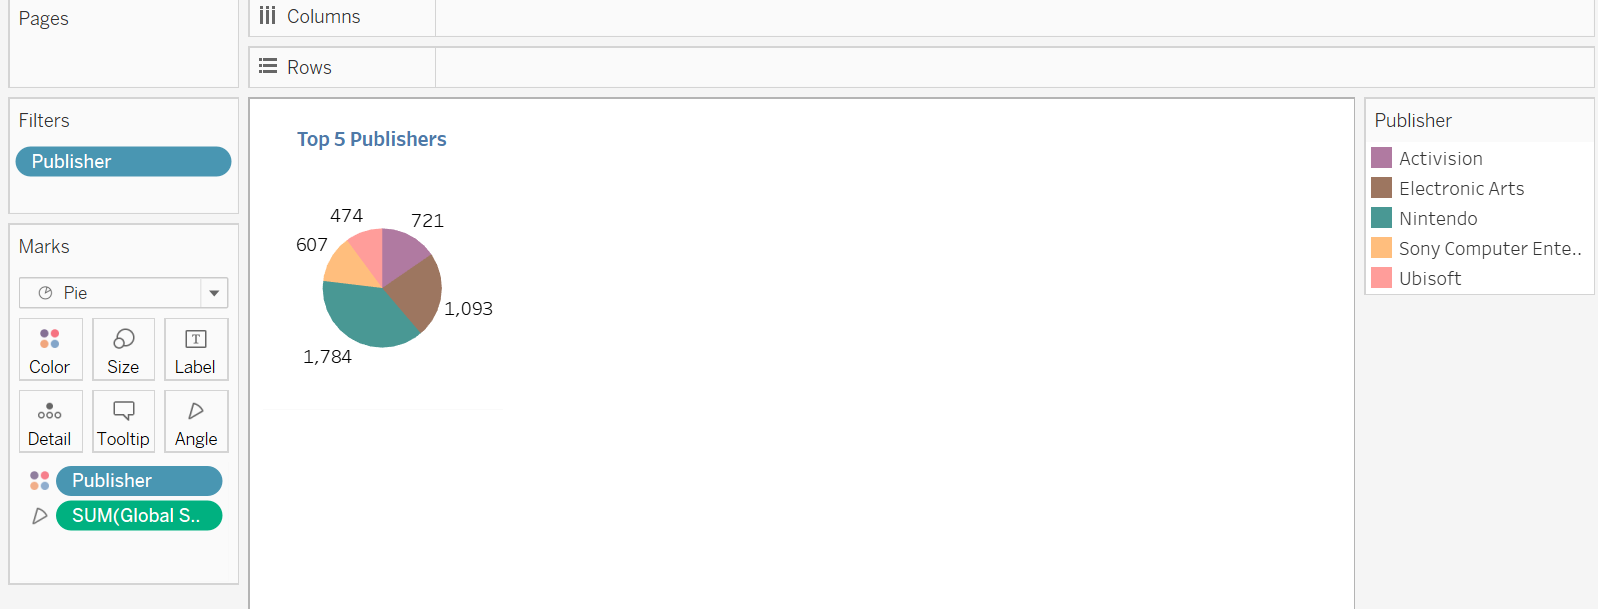 Pages
Columns
Rows
Filters
Publisher
Marks
Pie
Color
Size
T
Label
Detail
Tooltip
Angle
Publisher
SUM(Global S..
Top 5 Publishers
474
721
607
1,093
1,784
Publisher
Activision
Electronic Arts
Nintendo
Sony Computer Ente..
Ubisoft